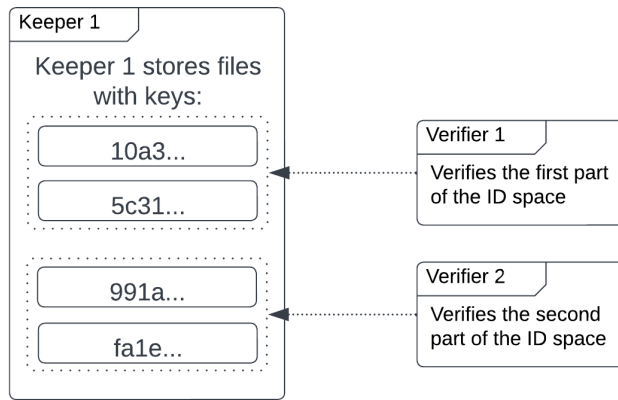 Keeper 1
Keeper 1 stores files
with keys:
10a3...
5c31...
991a...
fa1e...
Verifier 1
Verifies the first part
of the ID space
Verifier 2
Verifies the second
part of the ID space